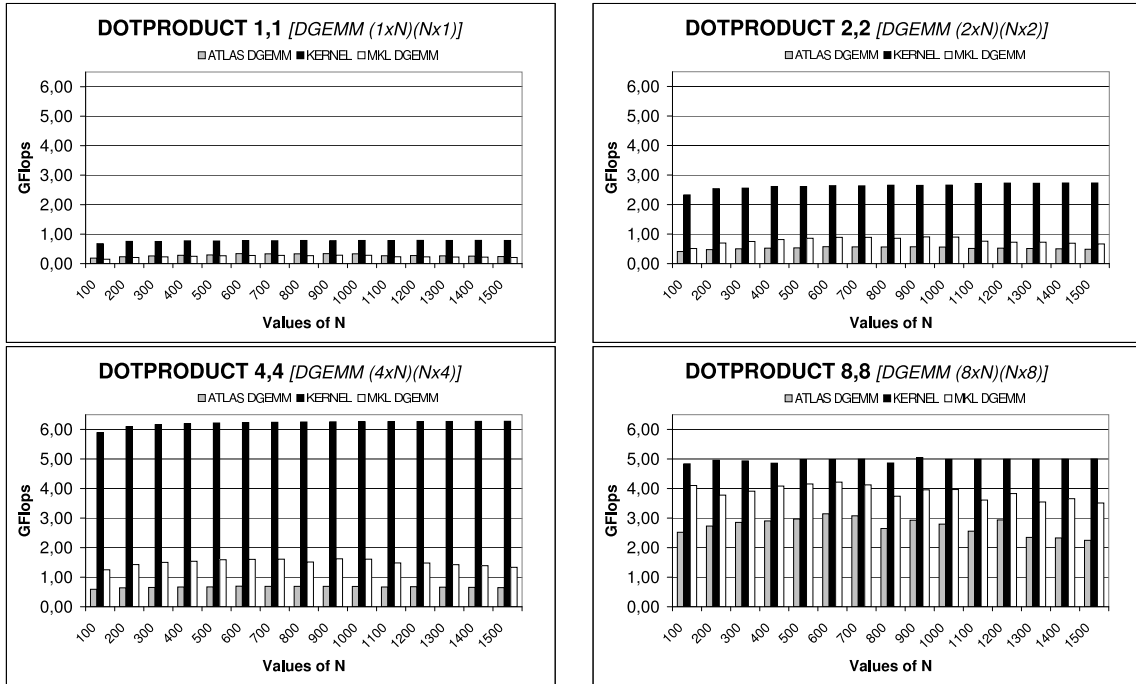 DOTPRODUCT 1,1 [DGEMM (1xN)(Nx1)]
ATLAS DGEMM KERNEL MKL DGEMM
6,00
5,00
4,00
3,00
2,00
1,00
0,00
GFlops
100 200 300 400 500 600 700 800 900 1000 1100 1200 1300 1400 1500
Values of N
DOTPRODUCT 2,2 [DGEMM (2xN)(Nx2)]
ATLAS DGEMM KERNEL MKL DGEMM
6,00
5,00
4,00
3,00
2,00
1,00
0,00
GFlops
100 200 300 400 500 600 700 800 900 1000 1100 1200 1300 1400 1500
Values of N
DOTPRODUCT 4,4 [DGEMM (4xN)(Nx4)]
ATLAS DGEMM KERNEL MKL DGEMM
6,00
5,00
4,00
3,00
2,00
1,00
0,00
GFlops
100 200 300 400 500 600 700 800 900 1000 1100 1200 1300 1400 1500
Values of N
DOTPRODUCT 8,8 [DGEMM (8xN)(Nx8)]
ATLAS DGEMM KERNEL MKL DGEMM
6,00
5,00
4,00
3,00
2,00
1,00
0,00
GFlops
100 200 300 400 500 600 700 800 900 1000 1100 1200 1300 1400 1500
Values of N